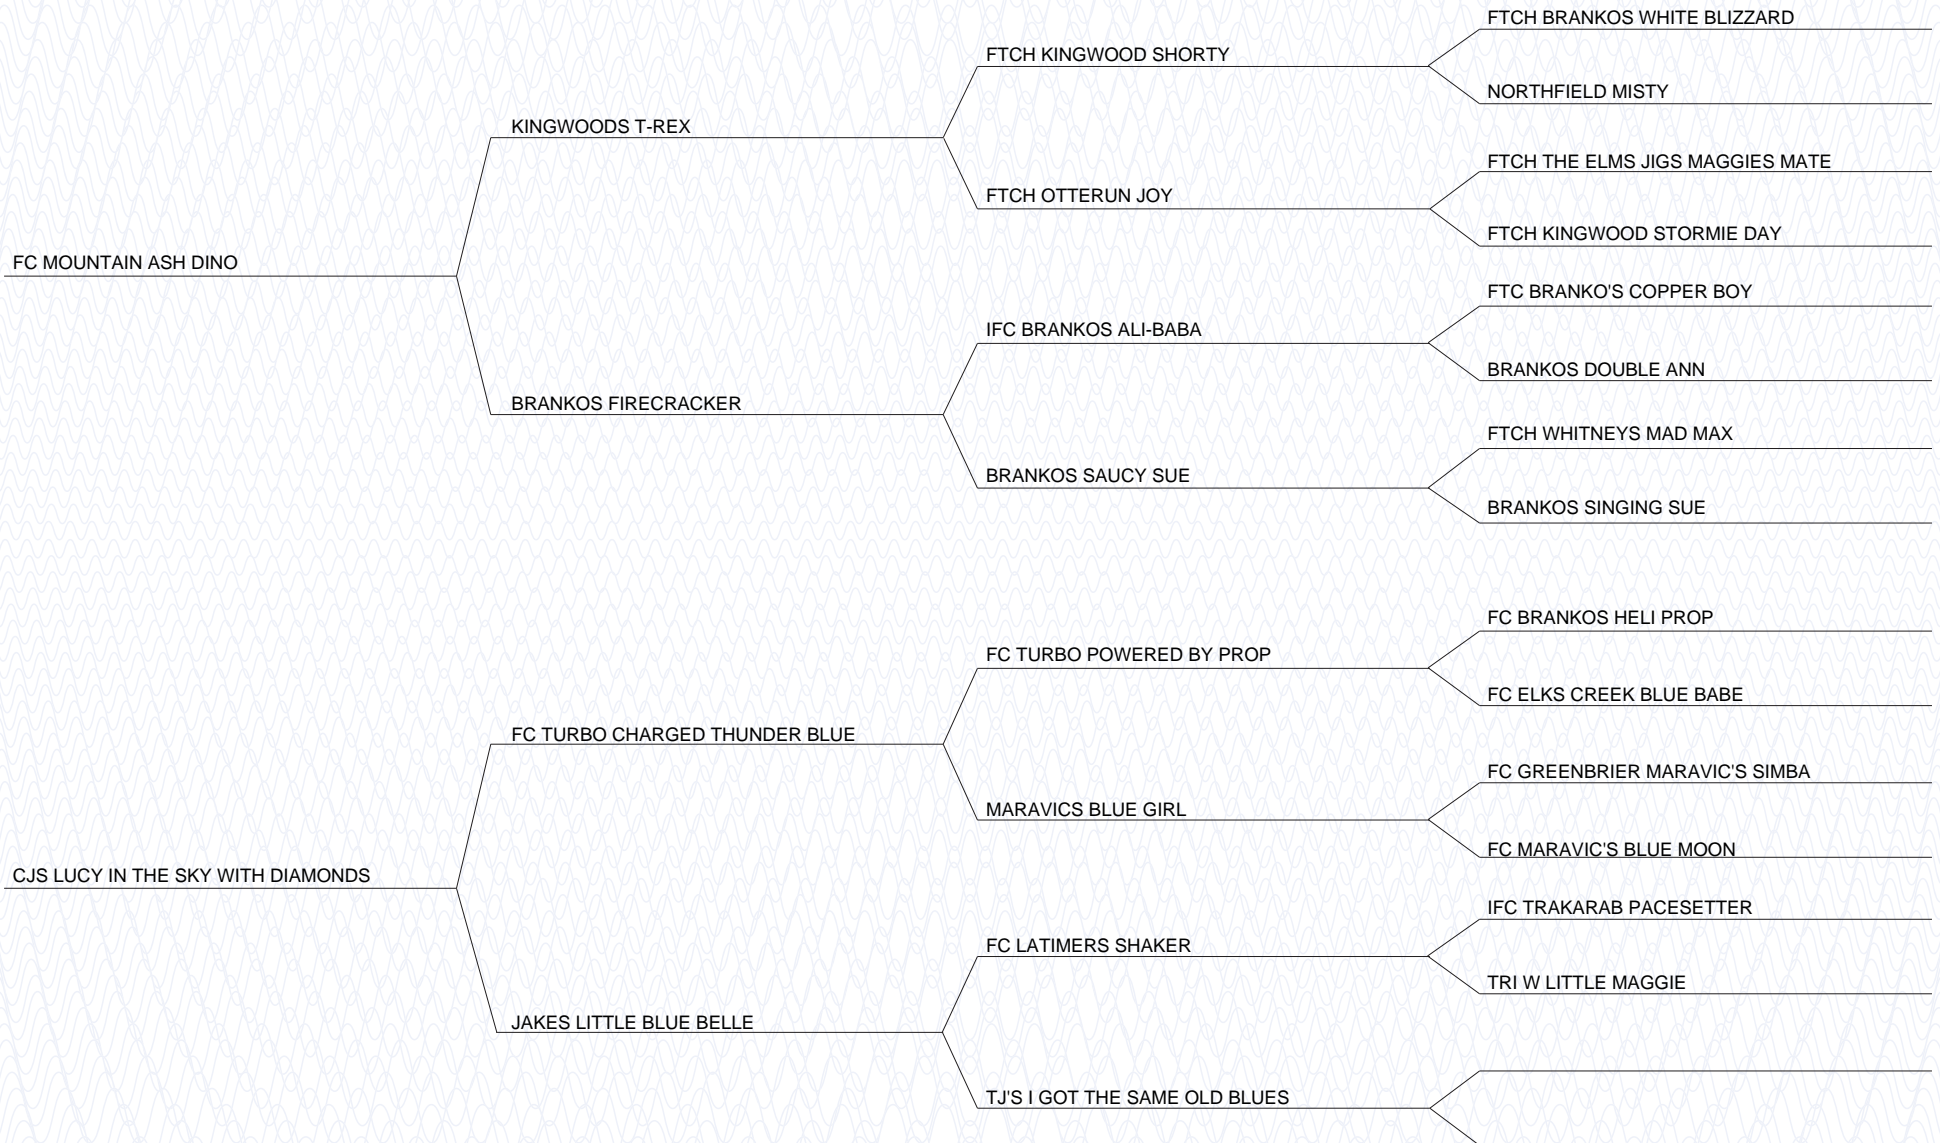 FTCH BRANKOS WHITE BLIZZARD
FTCH KINGWOOD SHORTY
NORTHFIELD MISTY
KINGWOODS T-REX
FTCH THE ELMS JIGS MAGGIES MATE
FTCH OTTERUN JOY
FTCH KINGWOOD STORMIE DAY
FC MOUNTAIN ASH DINO
FTC BRANKO'S COPPER BOY
IFC BRANKOS ALI-BABA
BRANKOS DOUBLE ANN
BRANKOS FIRECRACKER
FTCH WHITNEYS MAD MAX
BRANKOS SAUCY SUE
BRANKOS SINGING SUE
FC BRANKOS HELI PROP
FC TURBO POWERED BY PROP
FC ELKS CREEK BLUE BABE
FC TURBO CHARGED THUNDER BLUE
FC GREENBRIER MARAVIC'S SIMBA
MARAVICS BLUE GIRL
FC MARAVIC'S BLUE MOON
CJS LUCY IN THE SKY WITH DIAMONDS
IFC TRAKARAB PACESETTER
FC LATIMERS SHAKER
TRI W LITTLE MAGGIE
JAKES LITTLE BLUE BELLE
TJ'S I GOT THE SAME OLD BLUES